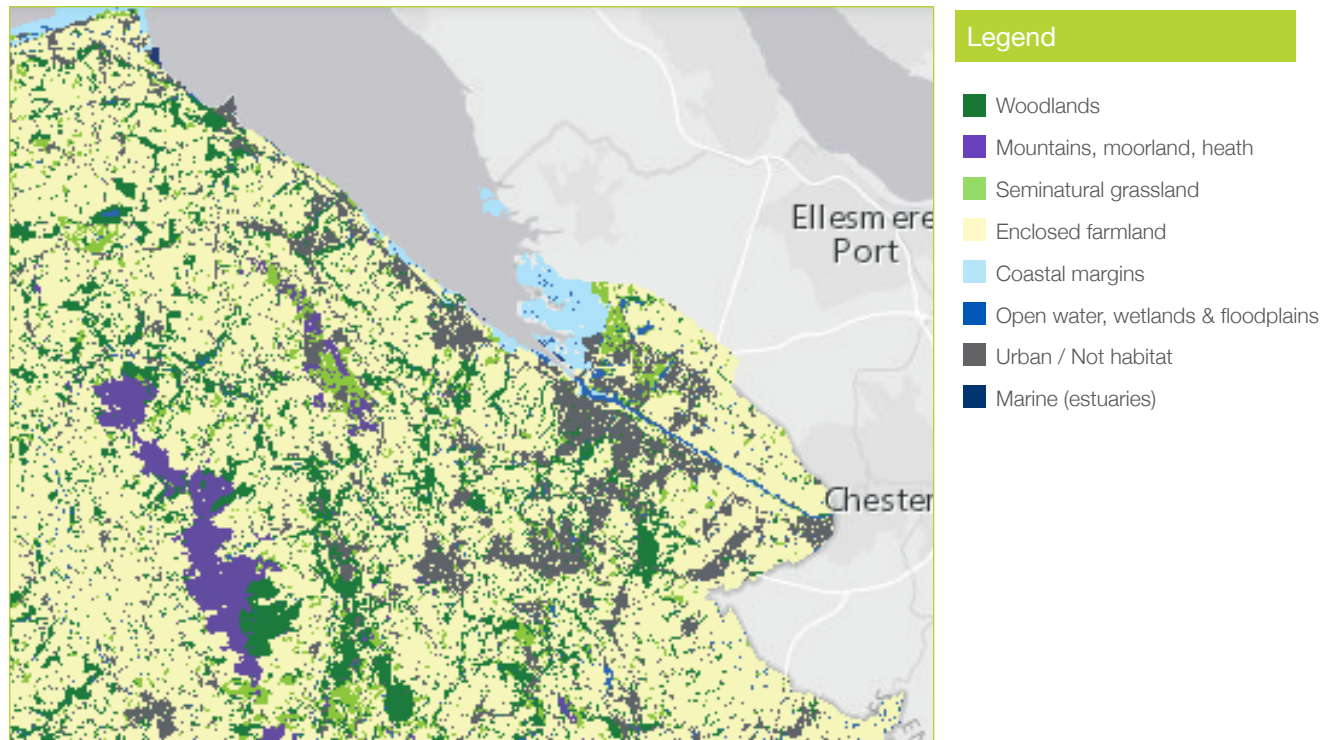 Ellesmere
Port
Chester
Legend
Woodlands
Mountains, moorland, heath
Seminatural grassland
Enclosed farmland
Coastal margins
Open water, wetlands & floodplains
Urban / Not habitat
Marine (estuaries)